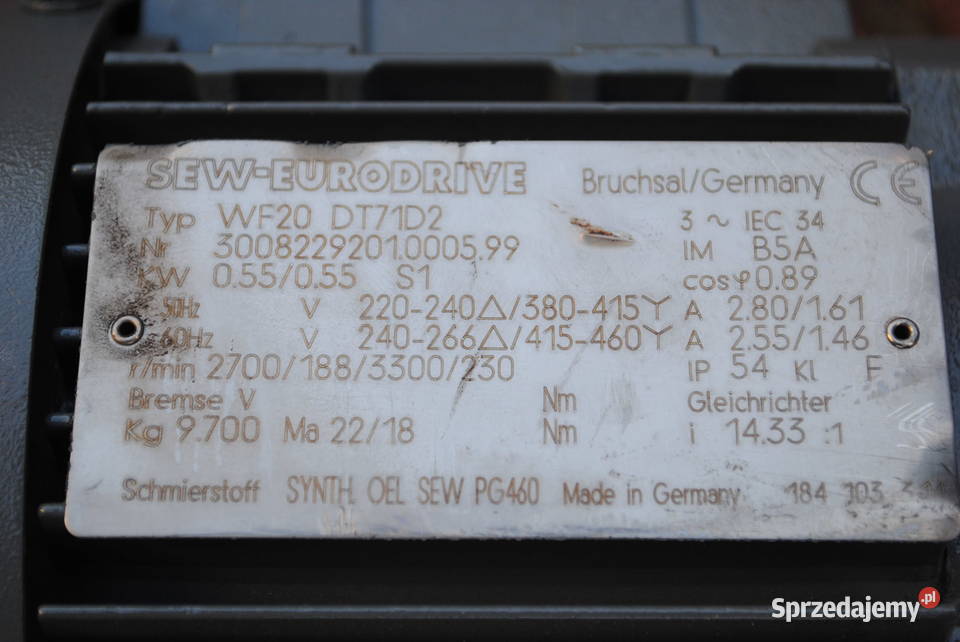 SEW-EURODRIVE Bruchsal/Germany CE
Typ WF20 DT71D2 3 ~ IEC 34
Nr 3008229201.0005.99 IM B5A
KW 0.55/0.55 S1 cosφ 0.89
50Hz V 220-240△/380-415Y A 2.80/1.61
60Hz V 240-266△/415-460Y A 2.55/1.46
r/min 2700/188/3300/230 IP 54 Kl F
Bremse V Nm Gleichrichter
Kg 9.700 Ma 22/18 Nm i 14.33 :1
Schmierstoff SYNTH. OEL SEW PG460 Made in Germany 184 103
Sprzedajemy.pl